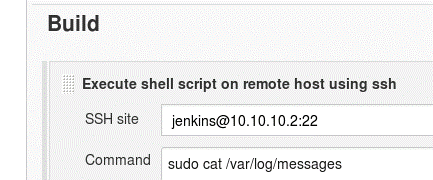 Build
Execute shell script on remote host using ssh
SSH site jenkins@10.10.10.2:22
Command sudo cat /var/log/messages